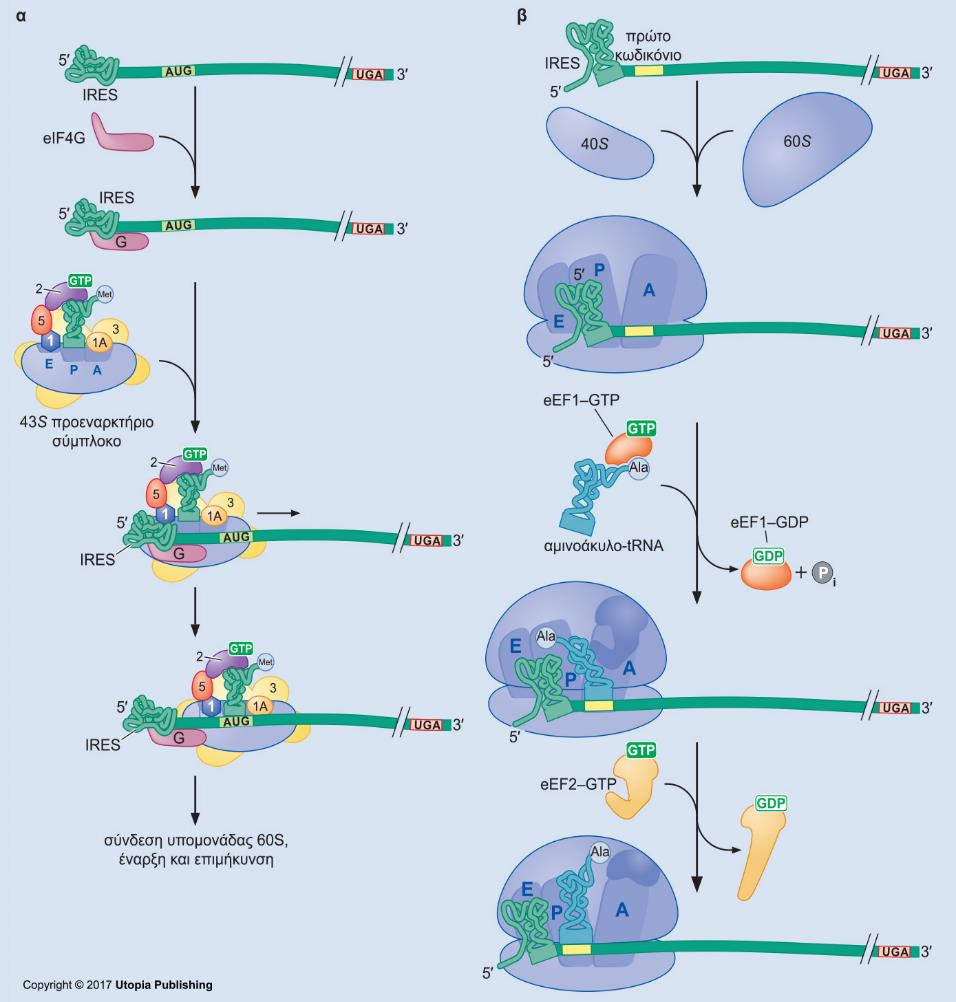 α
5′
AUG
UGA
3′
IRES
eIF4G
IRES
5′
G
AUG
UGA
3′
GTP
2
Met
5
3
1
1A
E
P
A
43S προεναρκτήριο
σύμπλοκο
GTP
2
Met
5
3
1
1A
5′
G
AUG
UGA
3′
IRES
GTP
2
Met
5
3
1
1A
5′
G
AUG
UGA
3′
IRES
σύνδεση υπομονάδας 60S,
έναρξη και επιμήκυνση
Copyright © 2017 Utopia Publishing
β
πρώτο
κωδικόνιο
IRES
5′
UGA
3′
40S
60S
5′
P
A
E
5′
UGA
3′
eEF1–GTP
GTP
Ala
αμινοάκυλο-tRNA
eEF1–GDP
GDP
+
Pi
Ala
E
P
A
5′
UGA
3′
GTP
eEF2–GTP
GDP
Ala
E
P
A
5′
UGA
3′